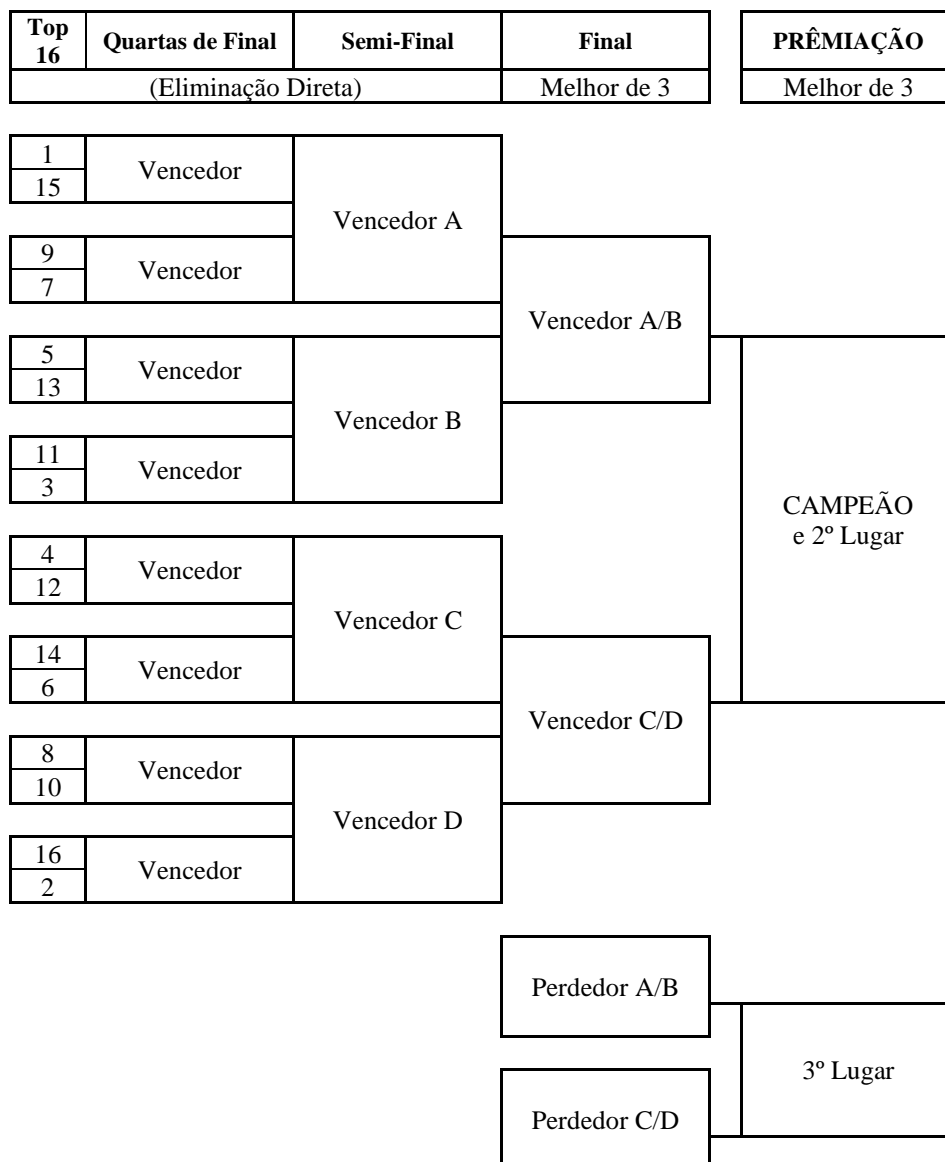 Top 16
Quartas de Final
Semi-Final
Final
PRÊMIAÇÃO
(Eliminação Direta)
Melhor de 3
Melhor de 3
1
15
Vencedor
Vencedor A
9
7
Vencedor
Vencedor A/B
5
13
Vencedor
Vencedor B
11
3
Vencedor
CAMPEÃO
e 2º Lugar
4
12
Vencedor
Vencedor C
14
6
Vencedor
Vencedor C/D
8
10
Vencedor
Vencedor D
16
2
Vencedor
Perdedor A/B
3º Lugar
Perdedor C/D